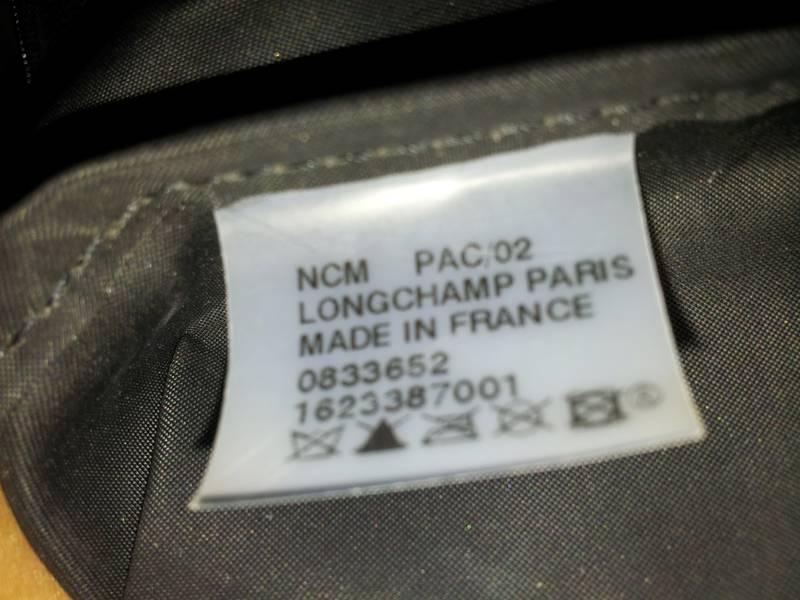 NCM PAC/02
LONGCHAMP PARIS
MADE IN FRANCE
0833652
1623387001